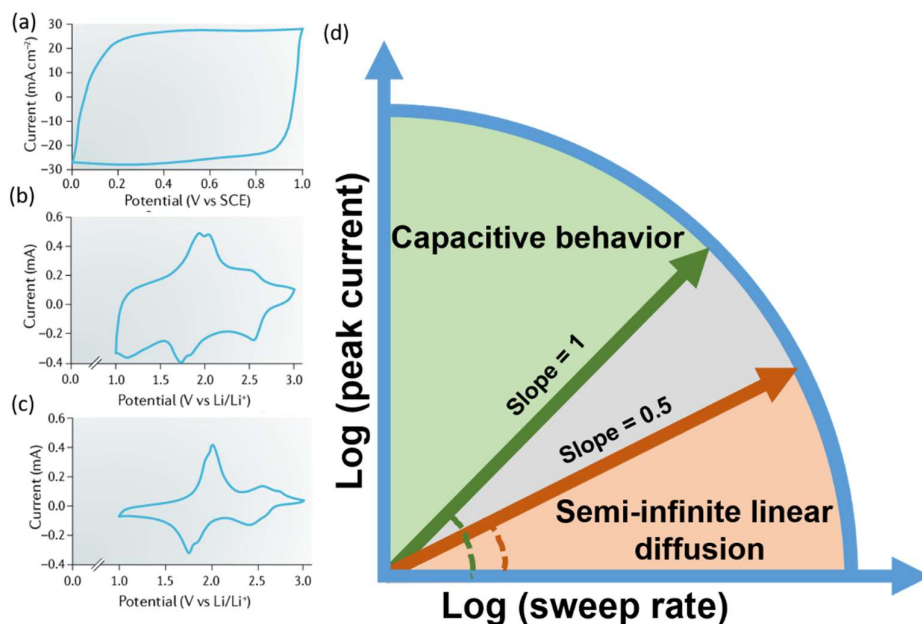 (a)
30
20
10
0
−10
−20
−30
Current (mA cm⁻²)
0.0 0.2 0.4 0.6 0.8 1.0
Potential (V vs SCE)
(b)
0.6
0.4
0.2
0.0
−0.2
−0.4
Current (mA)
0.0 1.0 1.5 2.0 2.5 3.0
Potential (V vs Li/Li⁺)
(c)
0.6
0.4
0.2
0.0
−0.2
−0.4
Current (mA)
0.0 1.0 1.5 2.0 2.5 3.0
Potential (V vs Li/Li⁺)
(d)
Log (peak current)
Capacitive behavior
Slope = 1
Slope = 0.5
Semi-infinite linear
diffusion
Log (sweep rate)